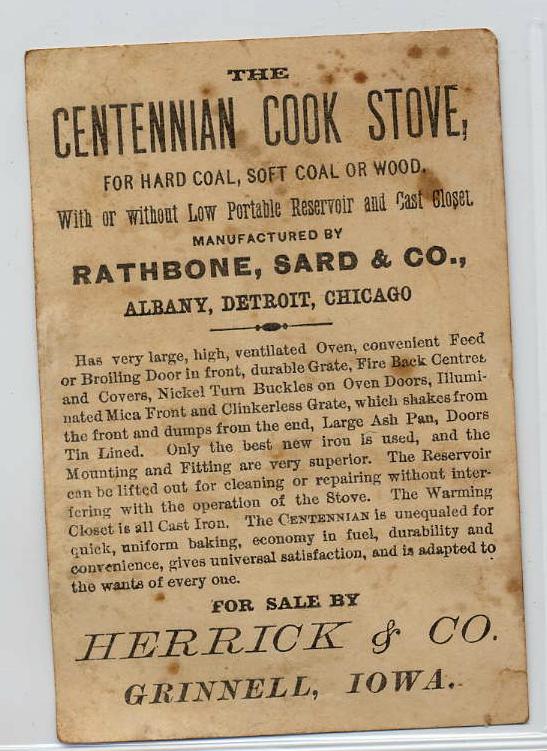 THE
CENTENNIAN COOK STOVE,
FOR HARD COAL, SOFT COAL OR WOOD.
With or without Low Portable Reservoir and Cast Closet.
MANUFACTURED BY
RATHBONE, SARD & CO.,
ALBANY, DETROIT, CHICAGO
Has very large, high, ventilated Oven, convenient Feed
or Broiling Door in front, durable Grate, Fire Back Centres
and Covers, Nickel Turn Buckles on Oven Doors, Illumi-
nated Mica Front and Clinkerless Grate, which shakes from
the front and dumps from the end, Large Ash Pan, Doors
Tin Lined. Only the best new iron is used, and the
Mounting and Fitting are very superior. The Reservoir
can be lifted out for cleaning or repairing without inter-
fering with the operation of the Stove. The Warming
Closet is all Cast Iron. The CENTENNIAN is unequaled for
quick, uniform baking, economy in fuel, durability and
convenience, gives universal satisfaction, and is adapted to
the wants of every one.
FOR SALE BY
HERRICK & CO.
GRINNELL, IOWA.